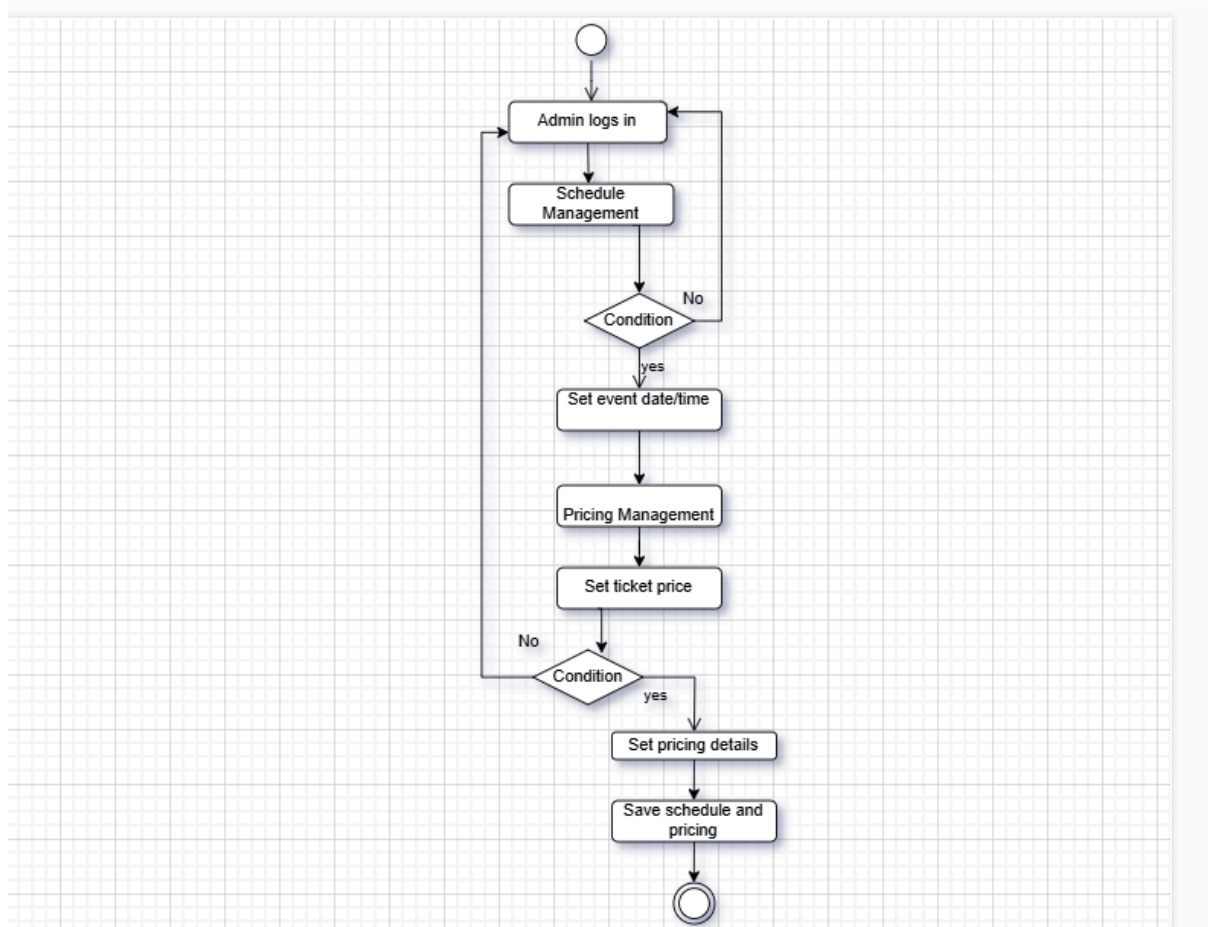 Admin logs in
Schedule
Management
No
Condition
yes
Set event date/time
Pricing Management
Set ticket price
No
Condition
yes
Set pricing details
Save schedule and
pricing